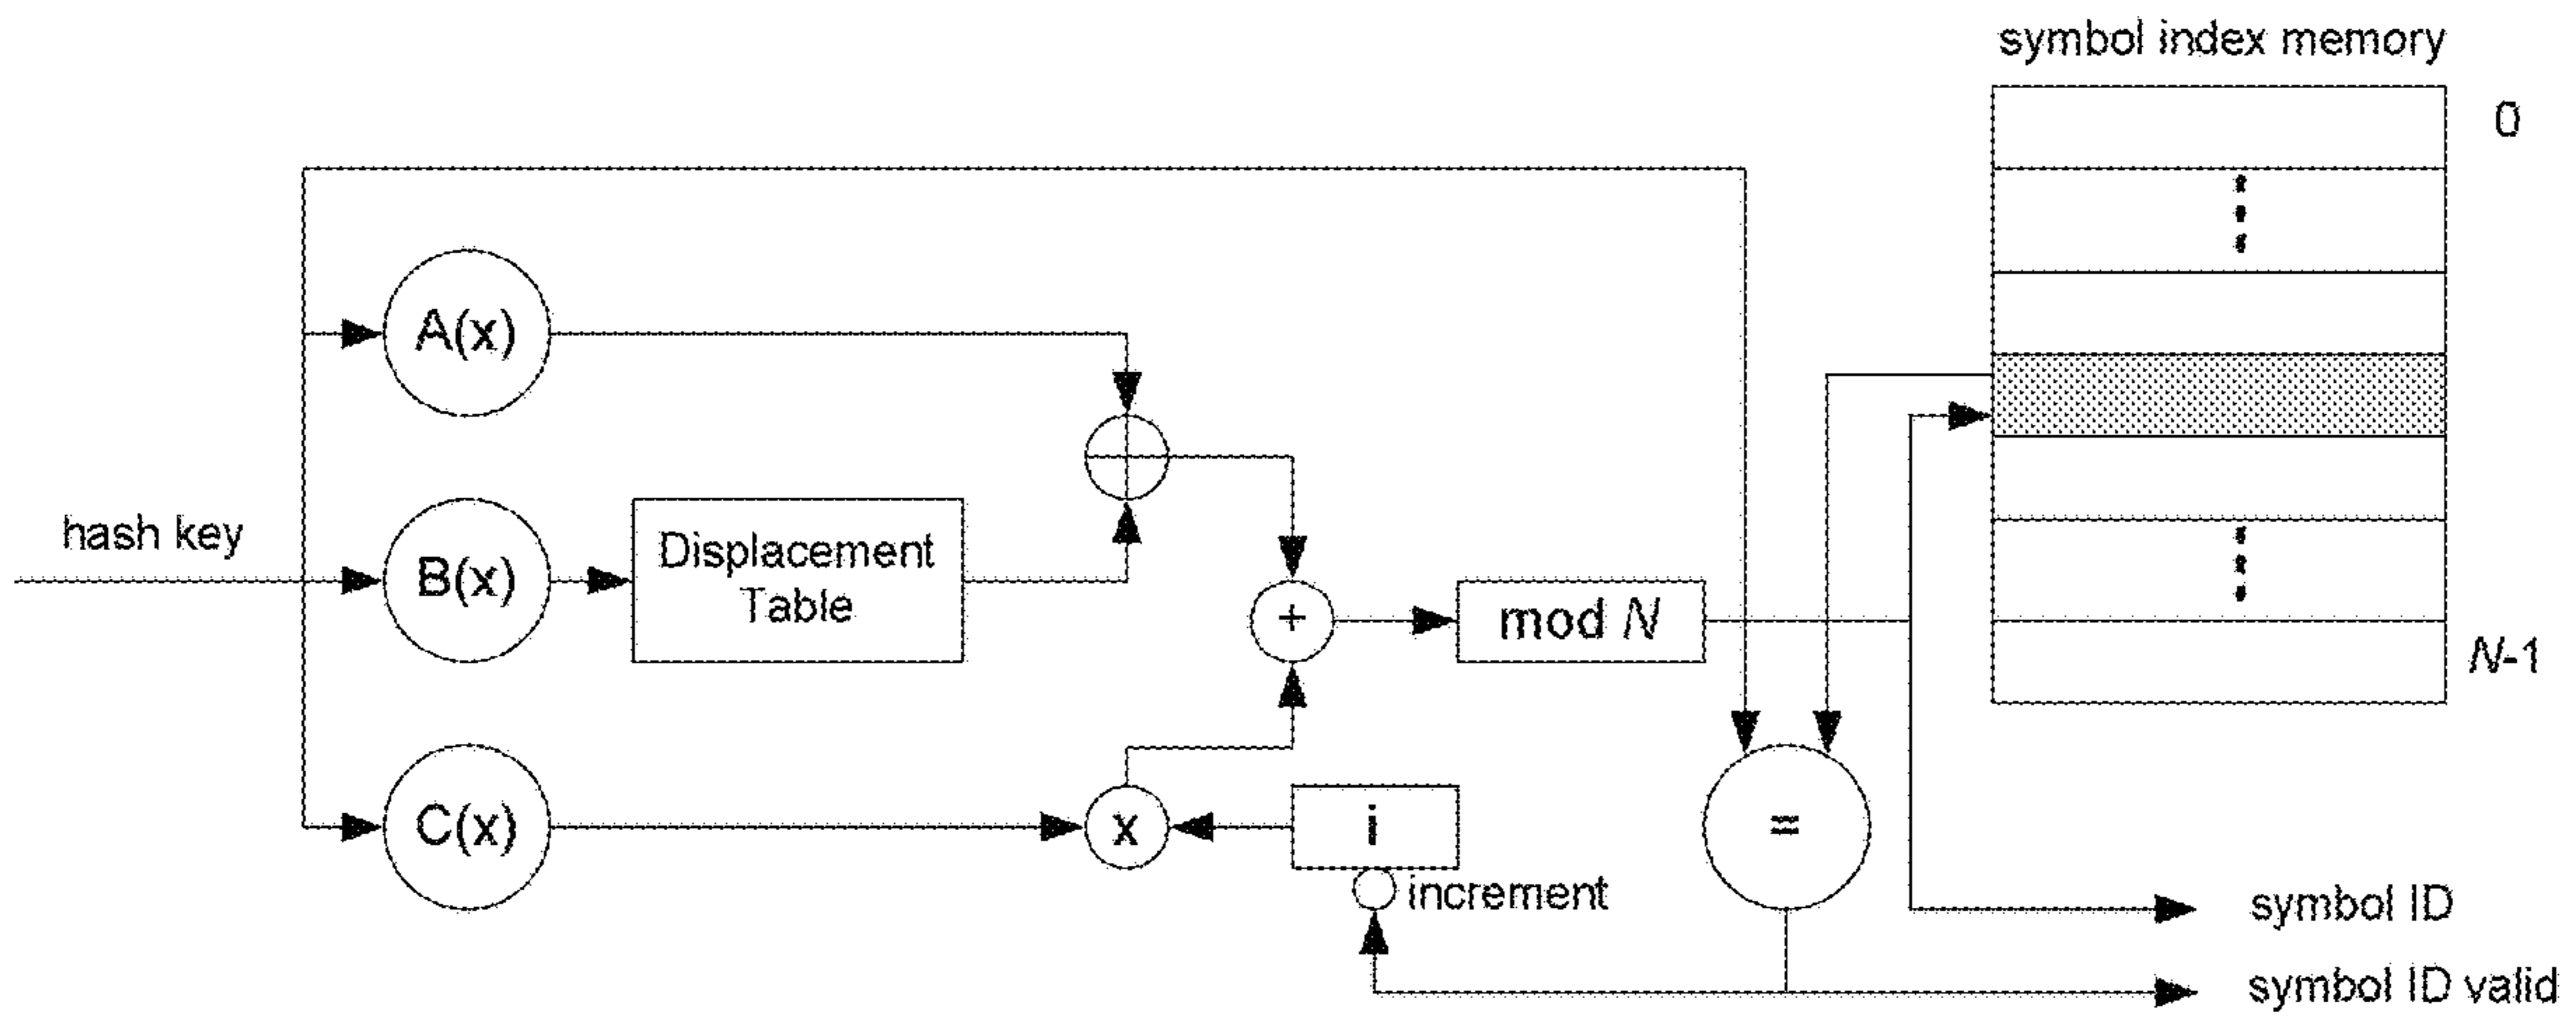 symbol index memory
0
A(x)
hash key
B(x)
Displacement
Table
+
mod N
N-1
C(x)
x
i
=
increment
symbol ID
symbol ID valid